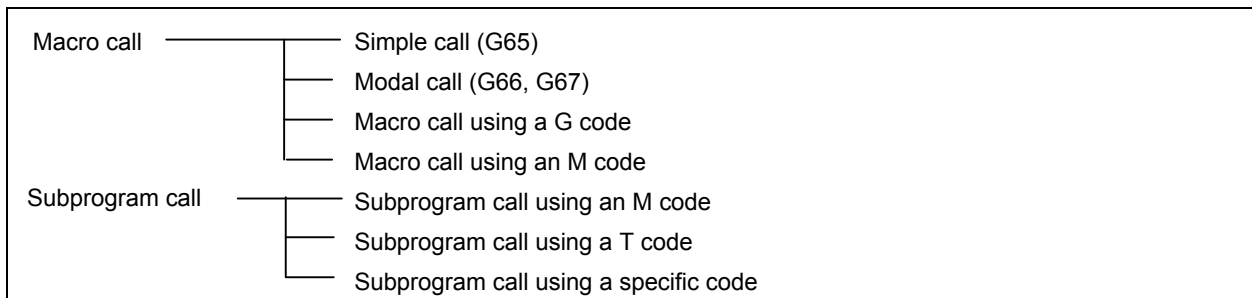 Macro call Simple call (G65)
Modal call (G66, G67)
Macro call using a G code
Macro call using an M code
Subprogram call Subprogram call using an M code
Subprogram call using a T code
Subprogram call using a specific code